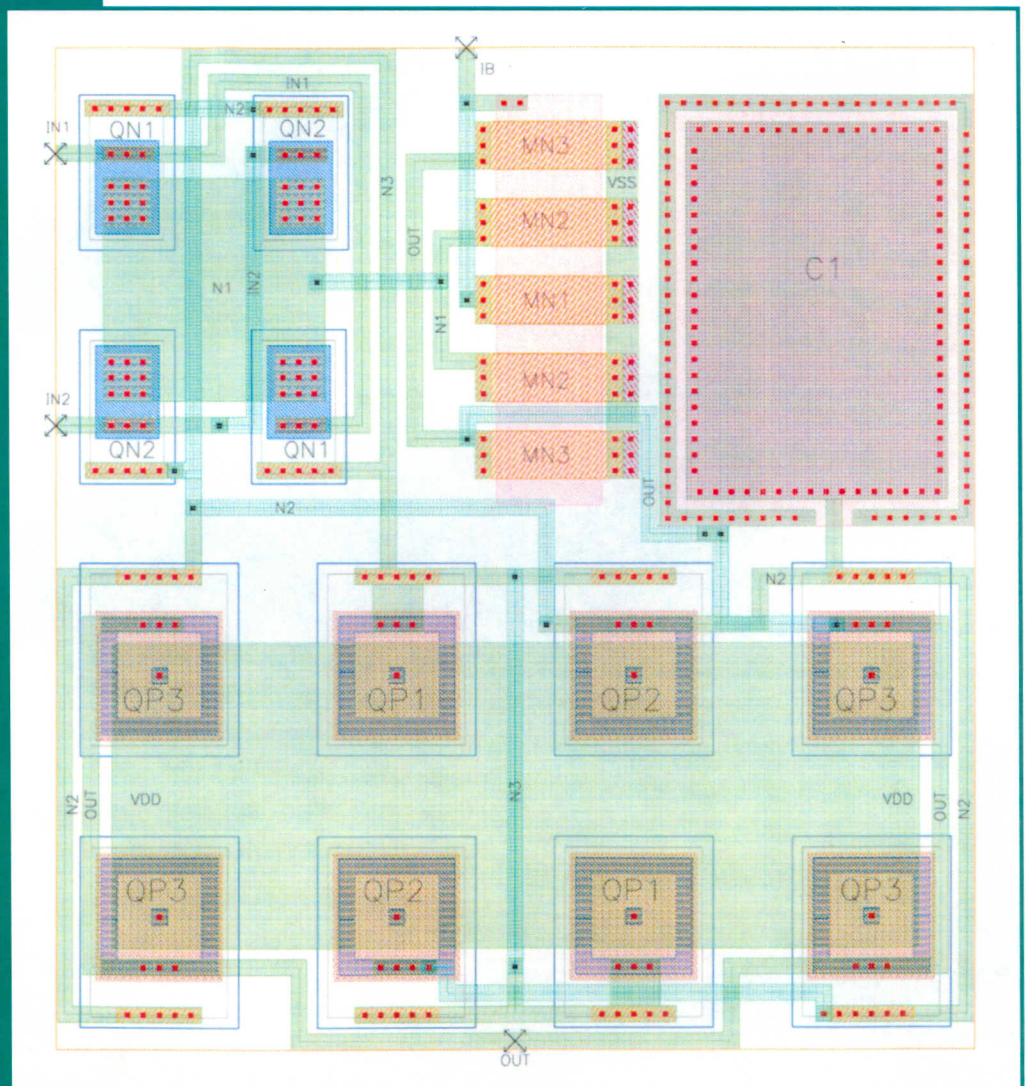 IB
IN1
N2
IN1
QN1
QN2
MN3
VSS
N3
MN2
OUT
C1
N1
IN2
MN1
N1
MN2
IN2
QN2
QN1
MN3
OUT
N2
N2
QP3
QP1
QP2
QP3
N2
OUT
VDD
N3
VDD
OUT
N2
QP3
QP2
QP1
QP3
OUT